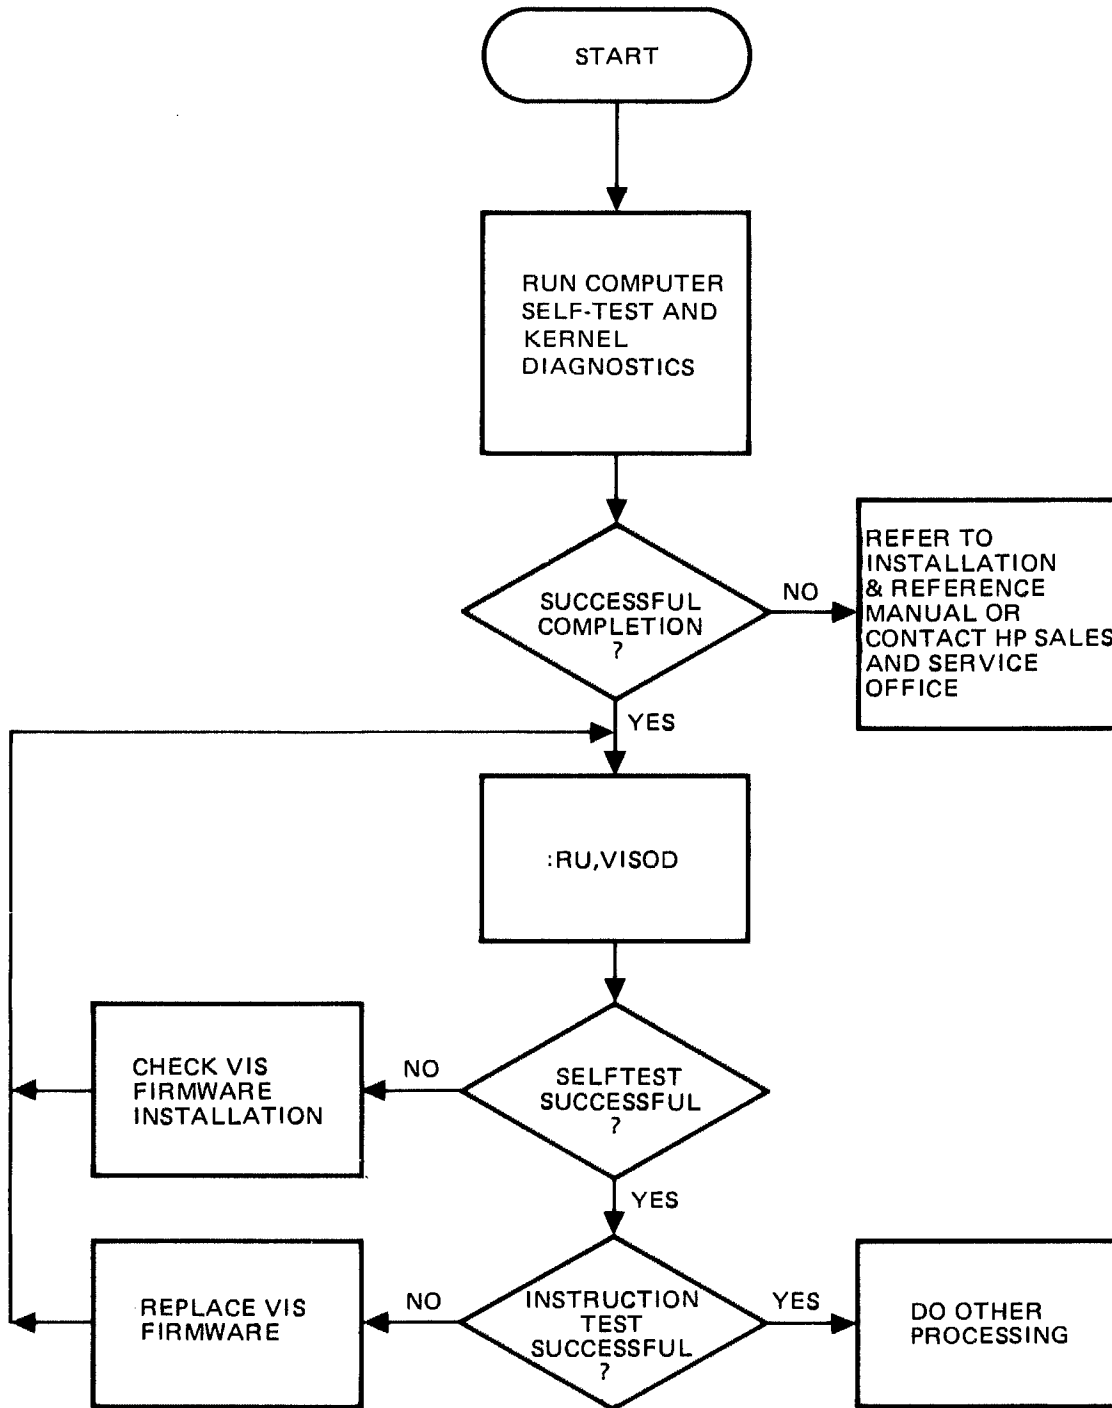 START
RUN COMPUTER
SELF-TEST AND
KERNEL
DIAGNOSTICS
SUCCESSFUL
COMPLETION
?
NO
REFER TO
INSTALLATION
& REFERENCE
MANUAL OR
CONTACT HP SALES
AND SERVICE
OFFICE
YES
:RU,VISOD
SELFTEST
SUCCESSFUL
?
NO
CHECK VIS
FIRMWARE
INSTALLATION
YES
INSTRUCTION
TEST
SUCCESSFUL
?
NO
REPLACE VIS
FIRMWARE
YES
DO OTHER
PROCESSING